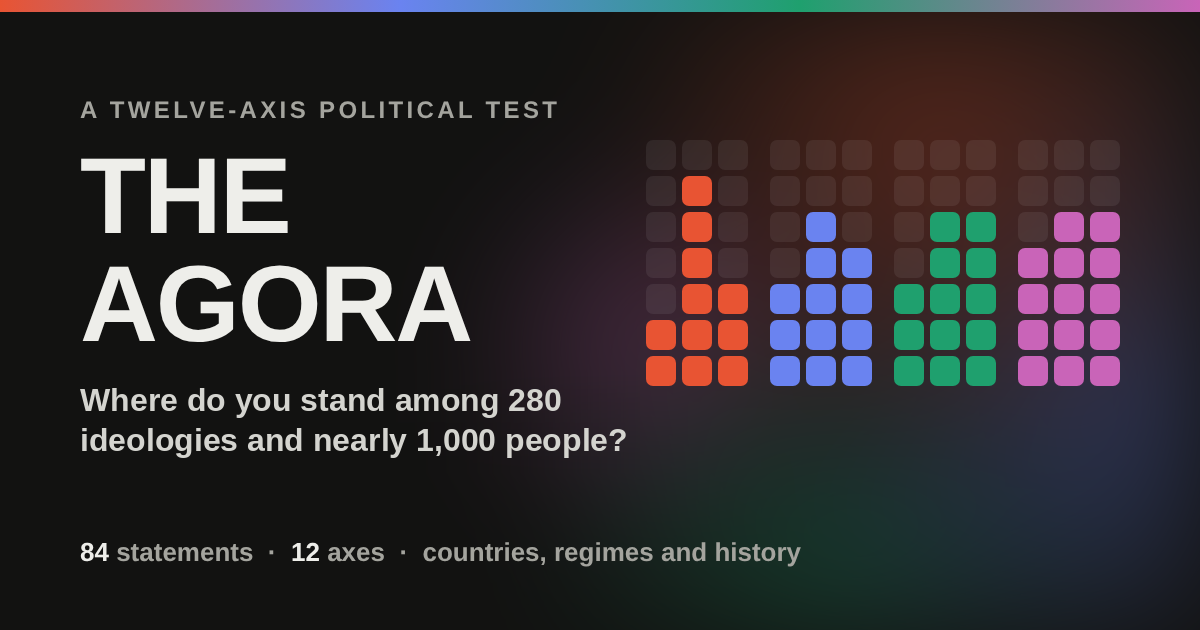 A TWELVE-AXIS POLITICAL TEST
THE
AGORA
Where do you stand among 280
ideologies and nearly 1,000 people?
84 statements · 12 axes · countries, regimes and history